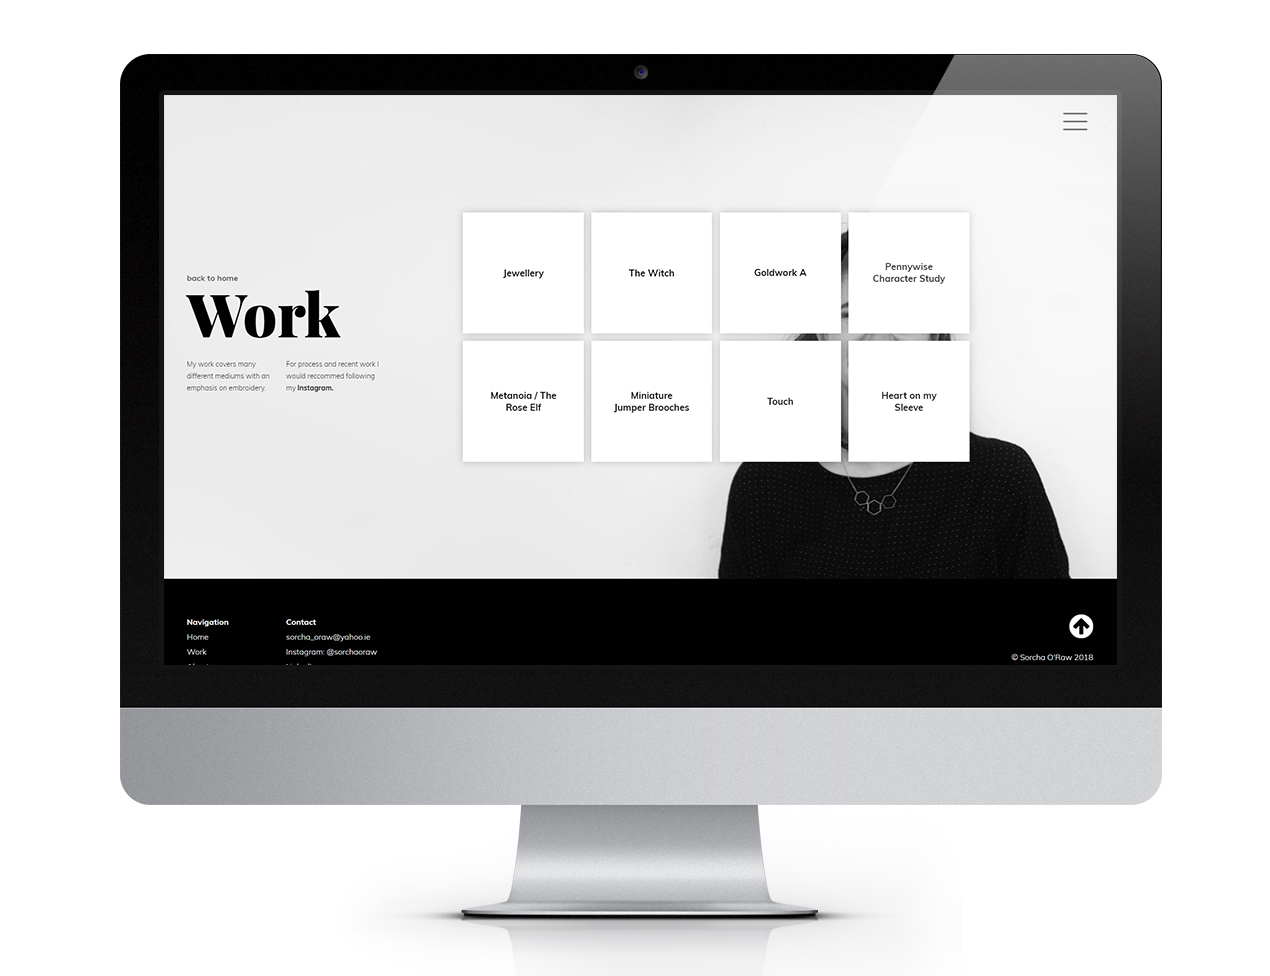 back to home
Work
My work covers many
different mediums with an
emphasis on embroidery.
For process and recent work I
would reccommed following
my Instagram.
Jewellery
The Witch
Goldwork A
Pennywise
Character Study
Metanoia / The
Rose Elf
Miniature
Jumper Brooches
Touch
Heart on my
Sleeve
Navigation
Home
Work
Contact
sorcha_oraw@yahoo.ie
Instagram: @sorchaoraw
© Sorcha O'Raw 2018